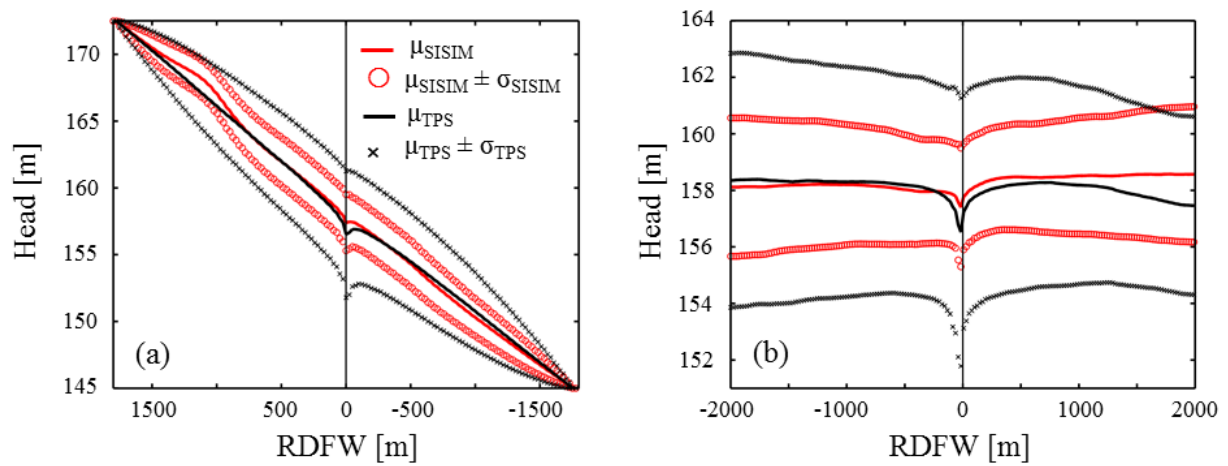 Head [m]
170
165
160
155
150
145
μSISIM
μSISIM ± σSISIM
μTPS
μTPS ± σTPS
(a)
1500 500 0 -500 -1500
RDFW [m]
Head [m]
164
162
160
158
156
154
152
(b)
-2000 -1000 0 1000 2000
RDFW [m]